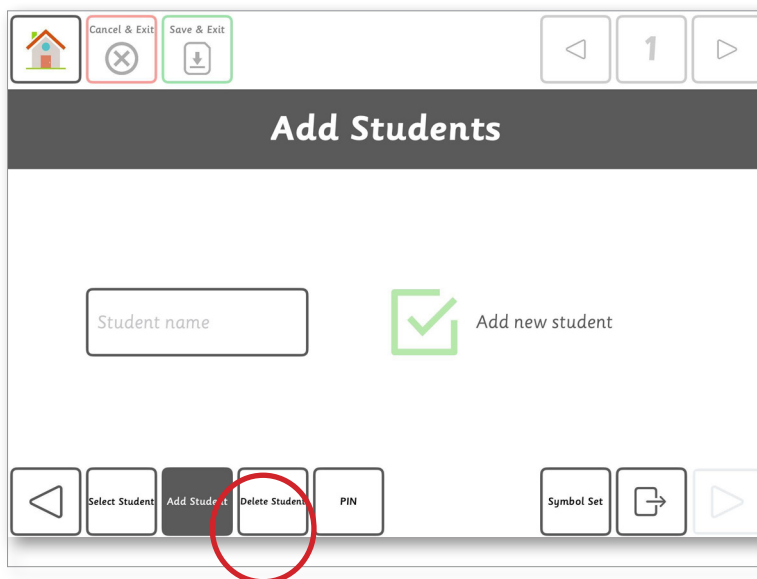 Cancel & Exit
Save & Exit
1
Add Students
Student name
Add new student
Select Student
Add Student
Delete Student
PIN
Symbol Set